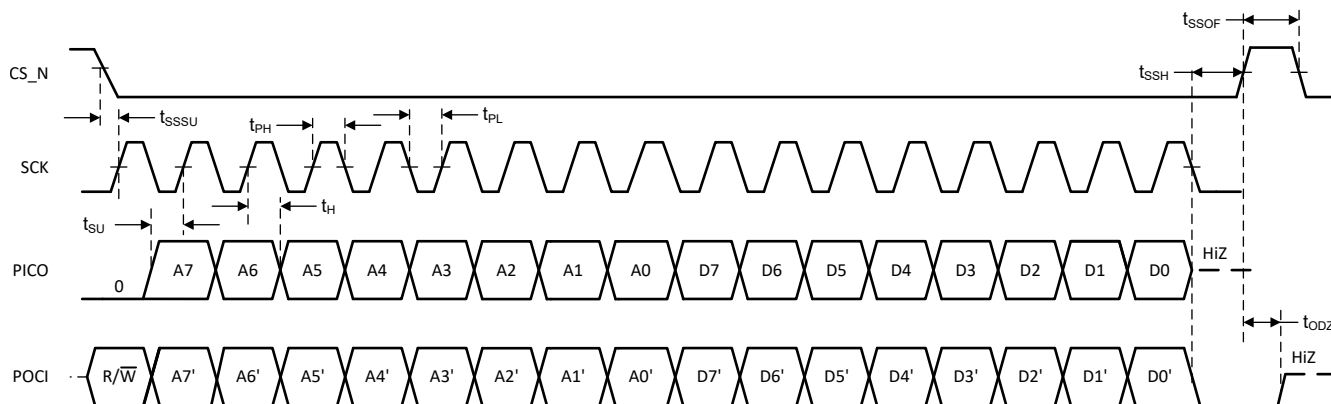 tSSOF
CS_N
tSSH
tSSSU
tPH
tPL
SCK
tSU
tH
PICO
0
A7 A6 A5 A4 A3 A2 A1 A0 D7 D6 D5 D4 D3 D2 D1 D0
HiZ
tODZ
POCI
R/W̅
A7' A6' A5' A4' A3' A2' A1' A0' D7' D6' D5' D4' D3' D2' D1' D0'
HiZ